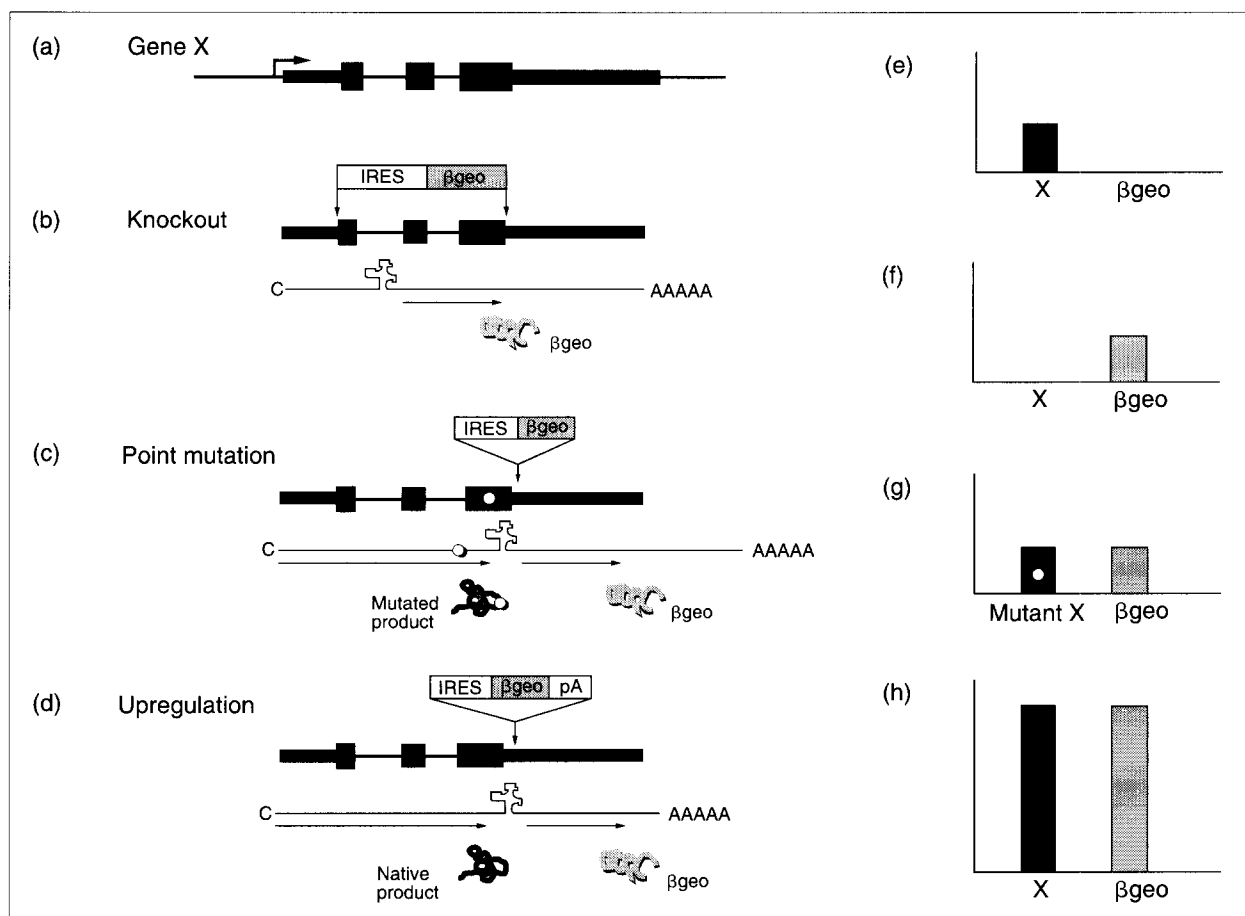 (a) Gene X
IRES βgeo
(b) Knockout
C AAAAA
βgeo
IRES βgeo
(c) Point mutation
C AAAAA
Mutated
product
βgeo
IRES βgeo pA
(d) Upregulation
C AAAAA
Native
product
βgeo
(e)
X βgeo
(f)
X βgeo
(g)
Mutant X βgeo
(h)
X βgeo